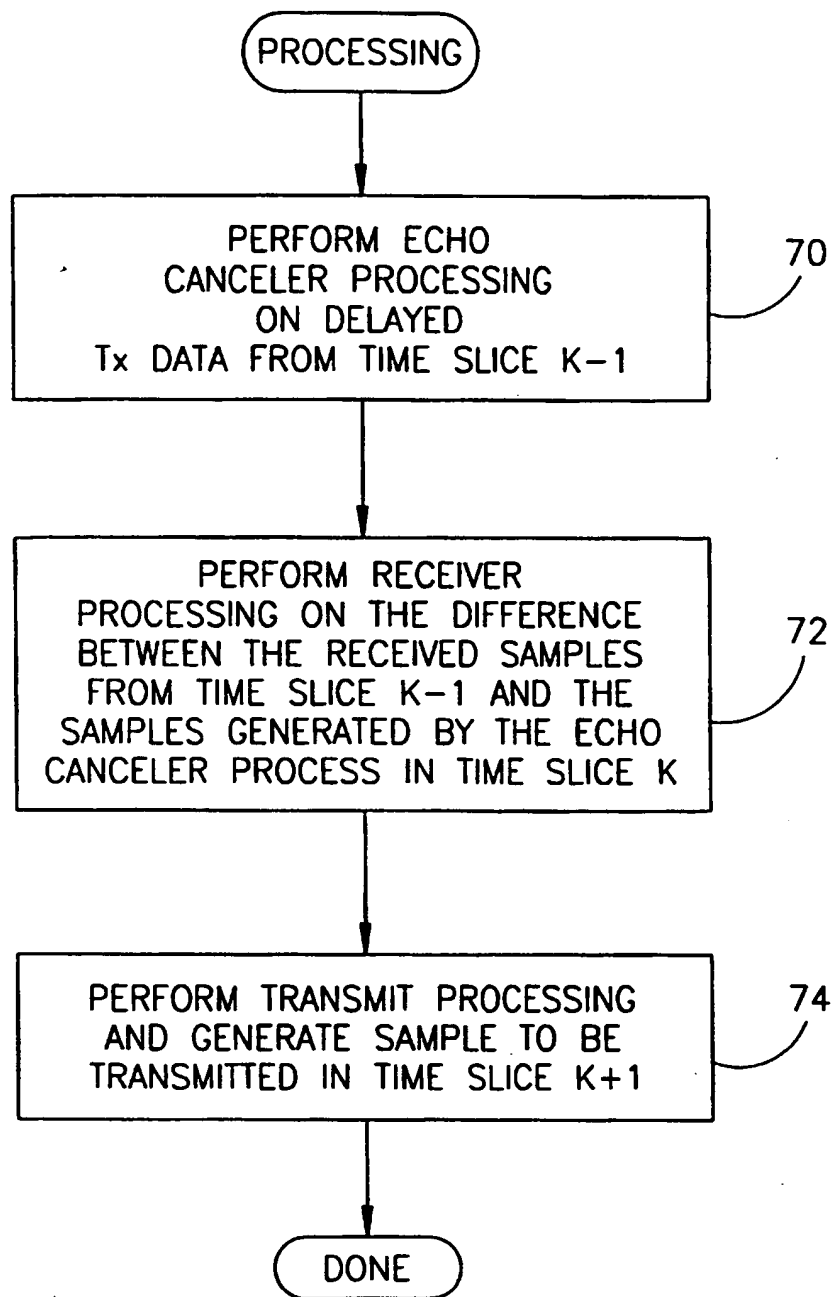 PROCESSING
PERFORM ECHO
CANCELER PROCESSING
ON DELAYED
Tx DATA FROM TIME SLICE K-1
70
PERFORM RECEIVER
PROCESSING ON THE DIFFERENCE
BETWEEN THE RECEIVED SAMPLES
FROM TIME SLICE K-1 AND THE
SAMPLES GENERATED BY THE ECHO
CANCELER PROCESS IN TIME SLICE K
72
PERFORM TRANSMIT PROCESSING
AND GENERATE SAMPLE TO BE
TRANSMITTED IN TIME SLICE K+1
74
DONE